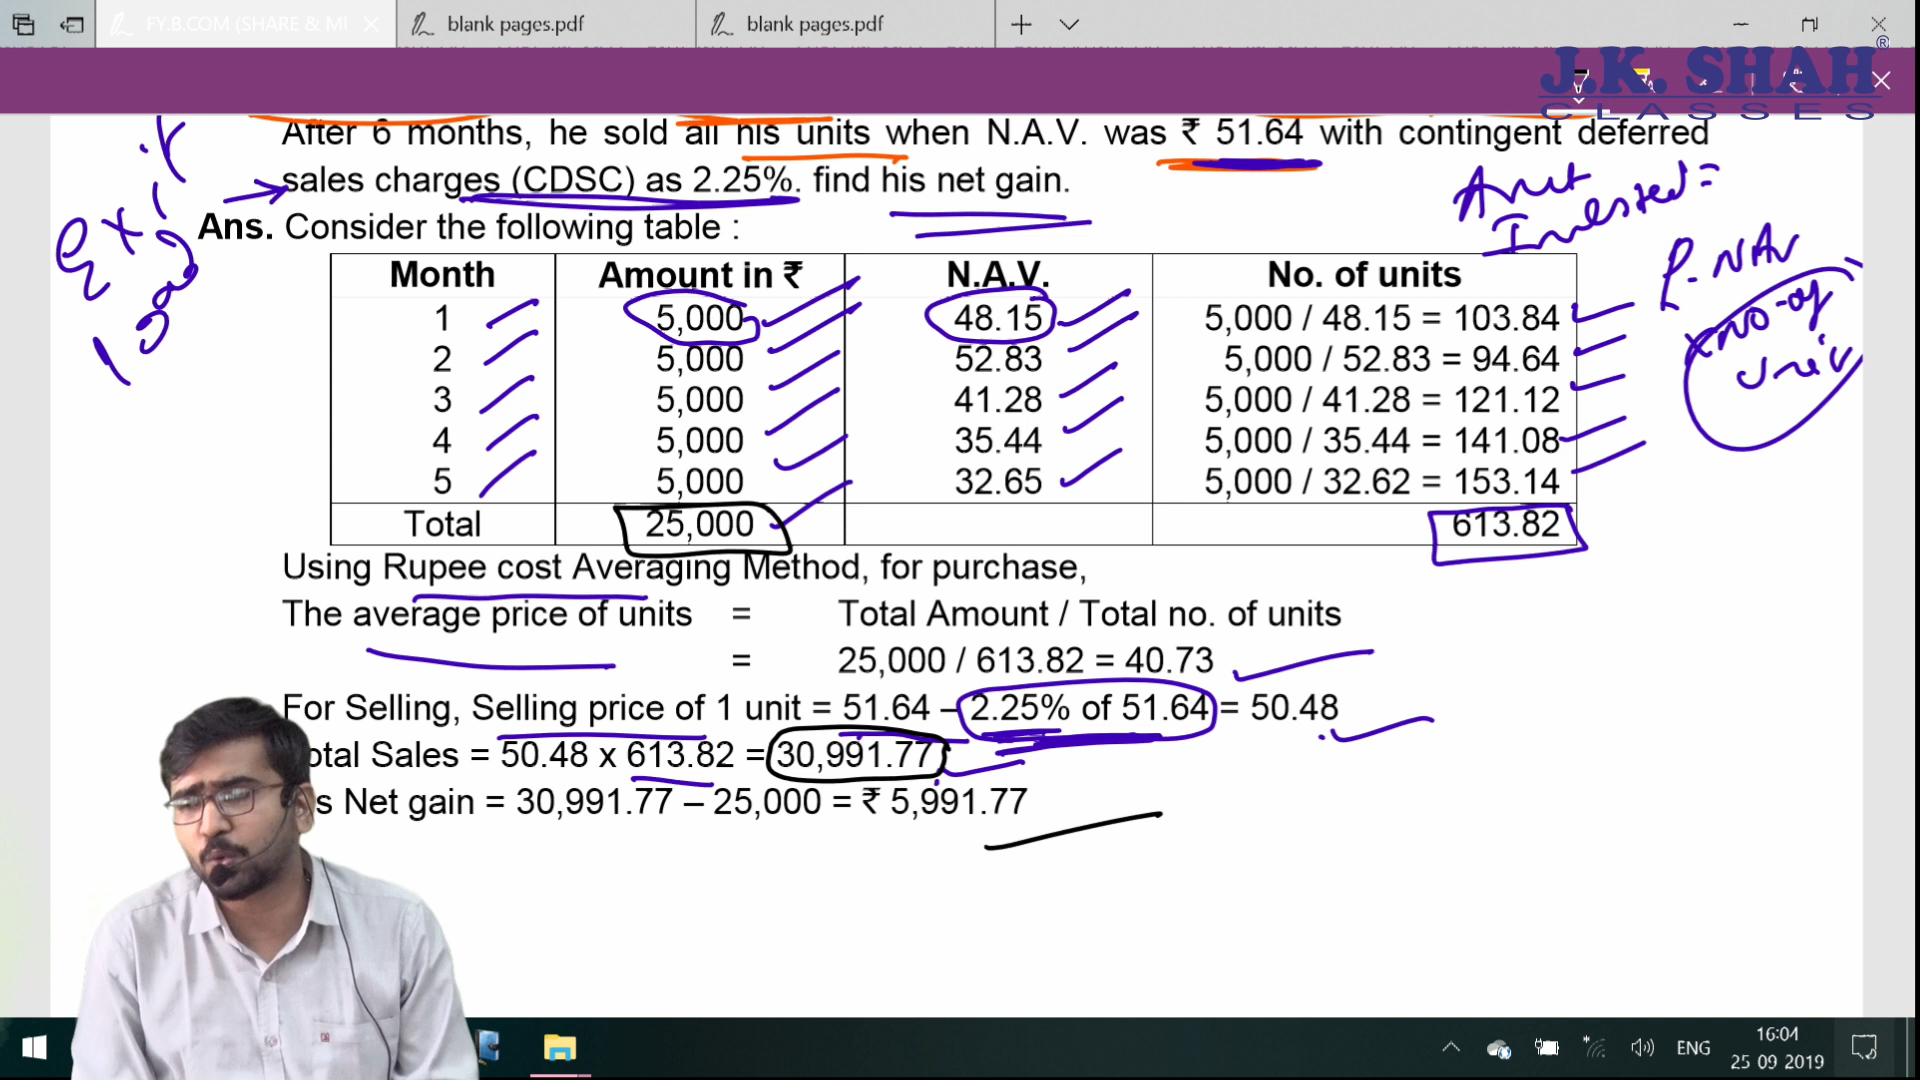 FY.B.COM (SHARE & M
blank pages.pdf
blank pages.pdf
J.K. SHAH®
CLASSES
After 6 months, he sold all his units when N.A.V. was ₹ 51.64 with contingent deferred
sales charges (CDSC) as 2.25%. find his net gain.
Ans. Consider the following table :
Exit
load
Amt
Invested =
P. NAV
x No. of
Unit
Month Amount in ₹ N.A.V. No. of units
1 5,000 48.15 5,000 / 48.15 = 103.84
2 5,000 52.83 5,000 / 52.83 = 94.64
3 5,000 41.28 5,000 / 41.28 = 121.12
4 5,000 35.44 5,000 / 35.44 = 141.08
5 5,000 32.65 5,000 / 32.62 = 153.14
Total 25,000 613.82
Using Rupee cost Averaging Method, for purchase,
The average price of units = Total Amount / Total no. of units
= 25,000 / 613.82 = 40.73
For Selling, Selling price of 1 unit = 51.64 – 2.25% of 51.64 = 50.48
otal Sales = 50.48 x 613.82 = 30,991.77
s Net gain = 30,991.77 – 25,000 = ₹ 5,991.77
ENG
16:04
25 09 2019